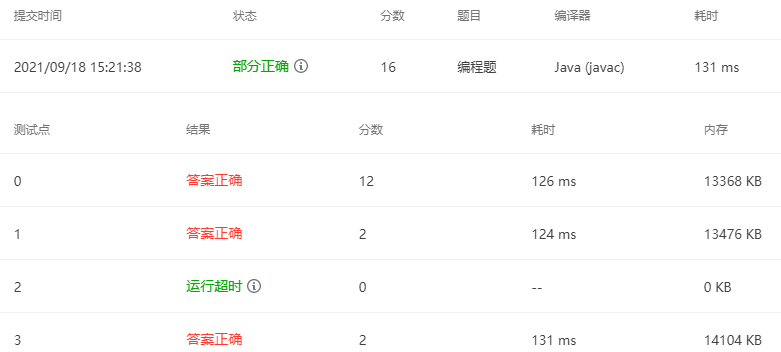 提交时间 状态 分数 题目 编译器 耗时
2021/09/18 15:21:38 部分正确 16 编程题 Java (javac) 131 ms
测试点 结果 分数 耗时 内存
0 答案正确 12 126 ms 13368 KB
1 答案正确 2 124 ms 13476 KB
2 运行超时 0 -- 0 KB
3 答案正确 2 131 ms 14104 KB